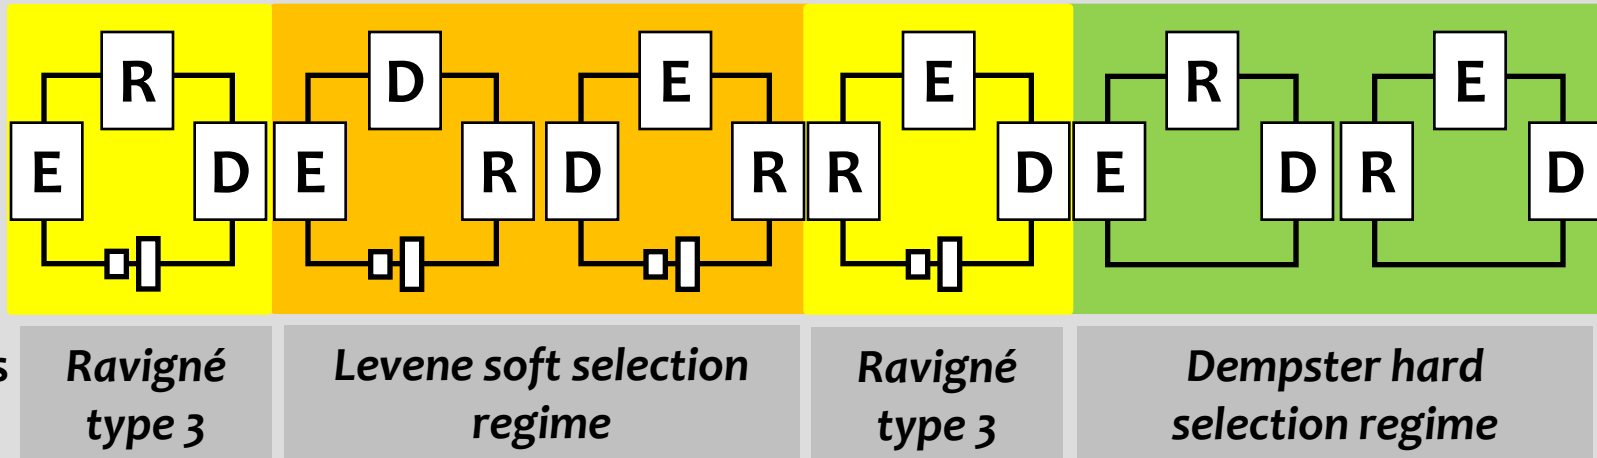 R
E D
D
E R
E
D R
E
R D
R
E D
E
R D
s
Ravigné
type 3
Levene soft selection
regime
Ravigné
type 3
Dempster hard
selection regime